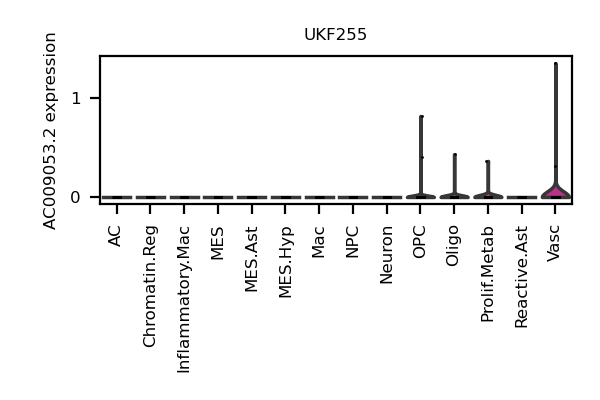 UKF255
AC009053.2 expression
1
0
AC
Chromatin.Reg
Inflammatory.Mac
MES
MES.Ast
MES.Hyp
Mac
NPC
Neuron
OPC
Oligo
Prolif.Metab
Reactive.Ast
Vasc